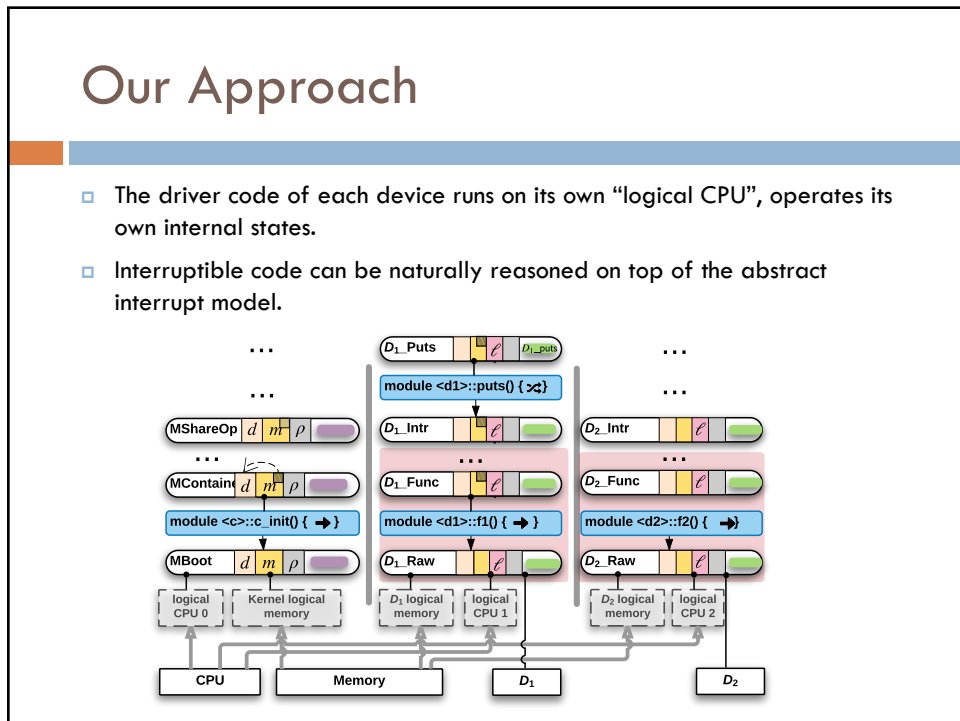 Our Approach
The driver code of each device runs on its own “logical CPU”, operates its
own internal states.
Interruptible code can be naturally reasoned on top of the abstract
interrupt model.
...
D1_Puts ℓ D1_puts
...
module <d1>::puts() { }
...
...
MShareOp d m ρ
D1_Intr ℓ
D2_Intr ℓ
...
...
...
MContaine d m ρ
D1_Func ℓ
D2_Func ℓ
module <c>::c_init() { ➔ }
module <d1>::f1() { ➔ }
module <d2>::f2() { ➔ }
MBoot d m ρ
D1_Raw ℓ
D2_Raw ℓ
logical
CPU 0
Kernel logical
memory
D1 logical
memory
logical
CPU 1
D2 logical
memory
logical
CPU 2
CPU
Memory
D1
D2